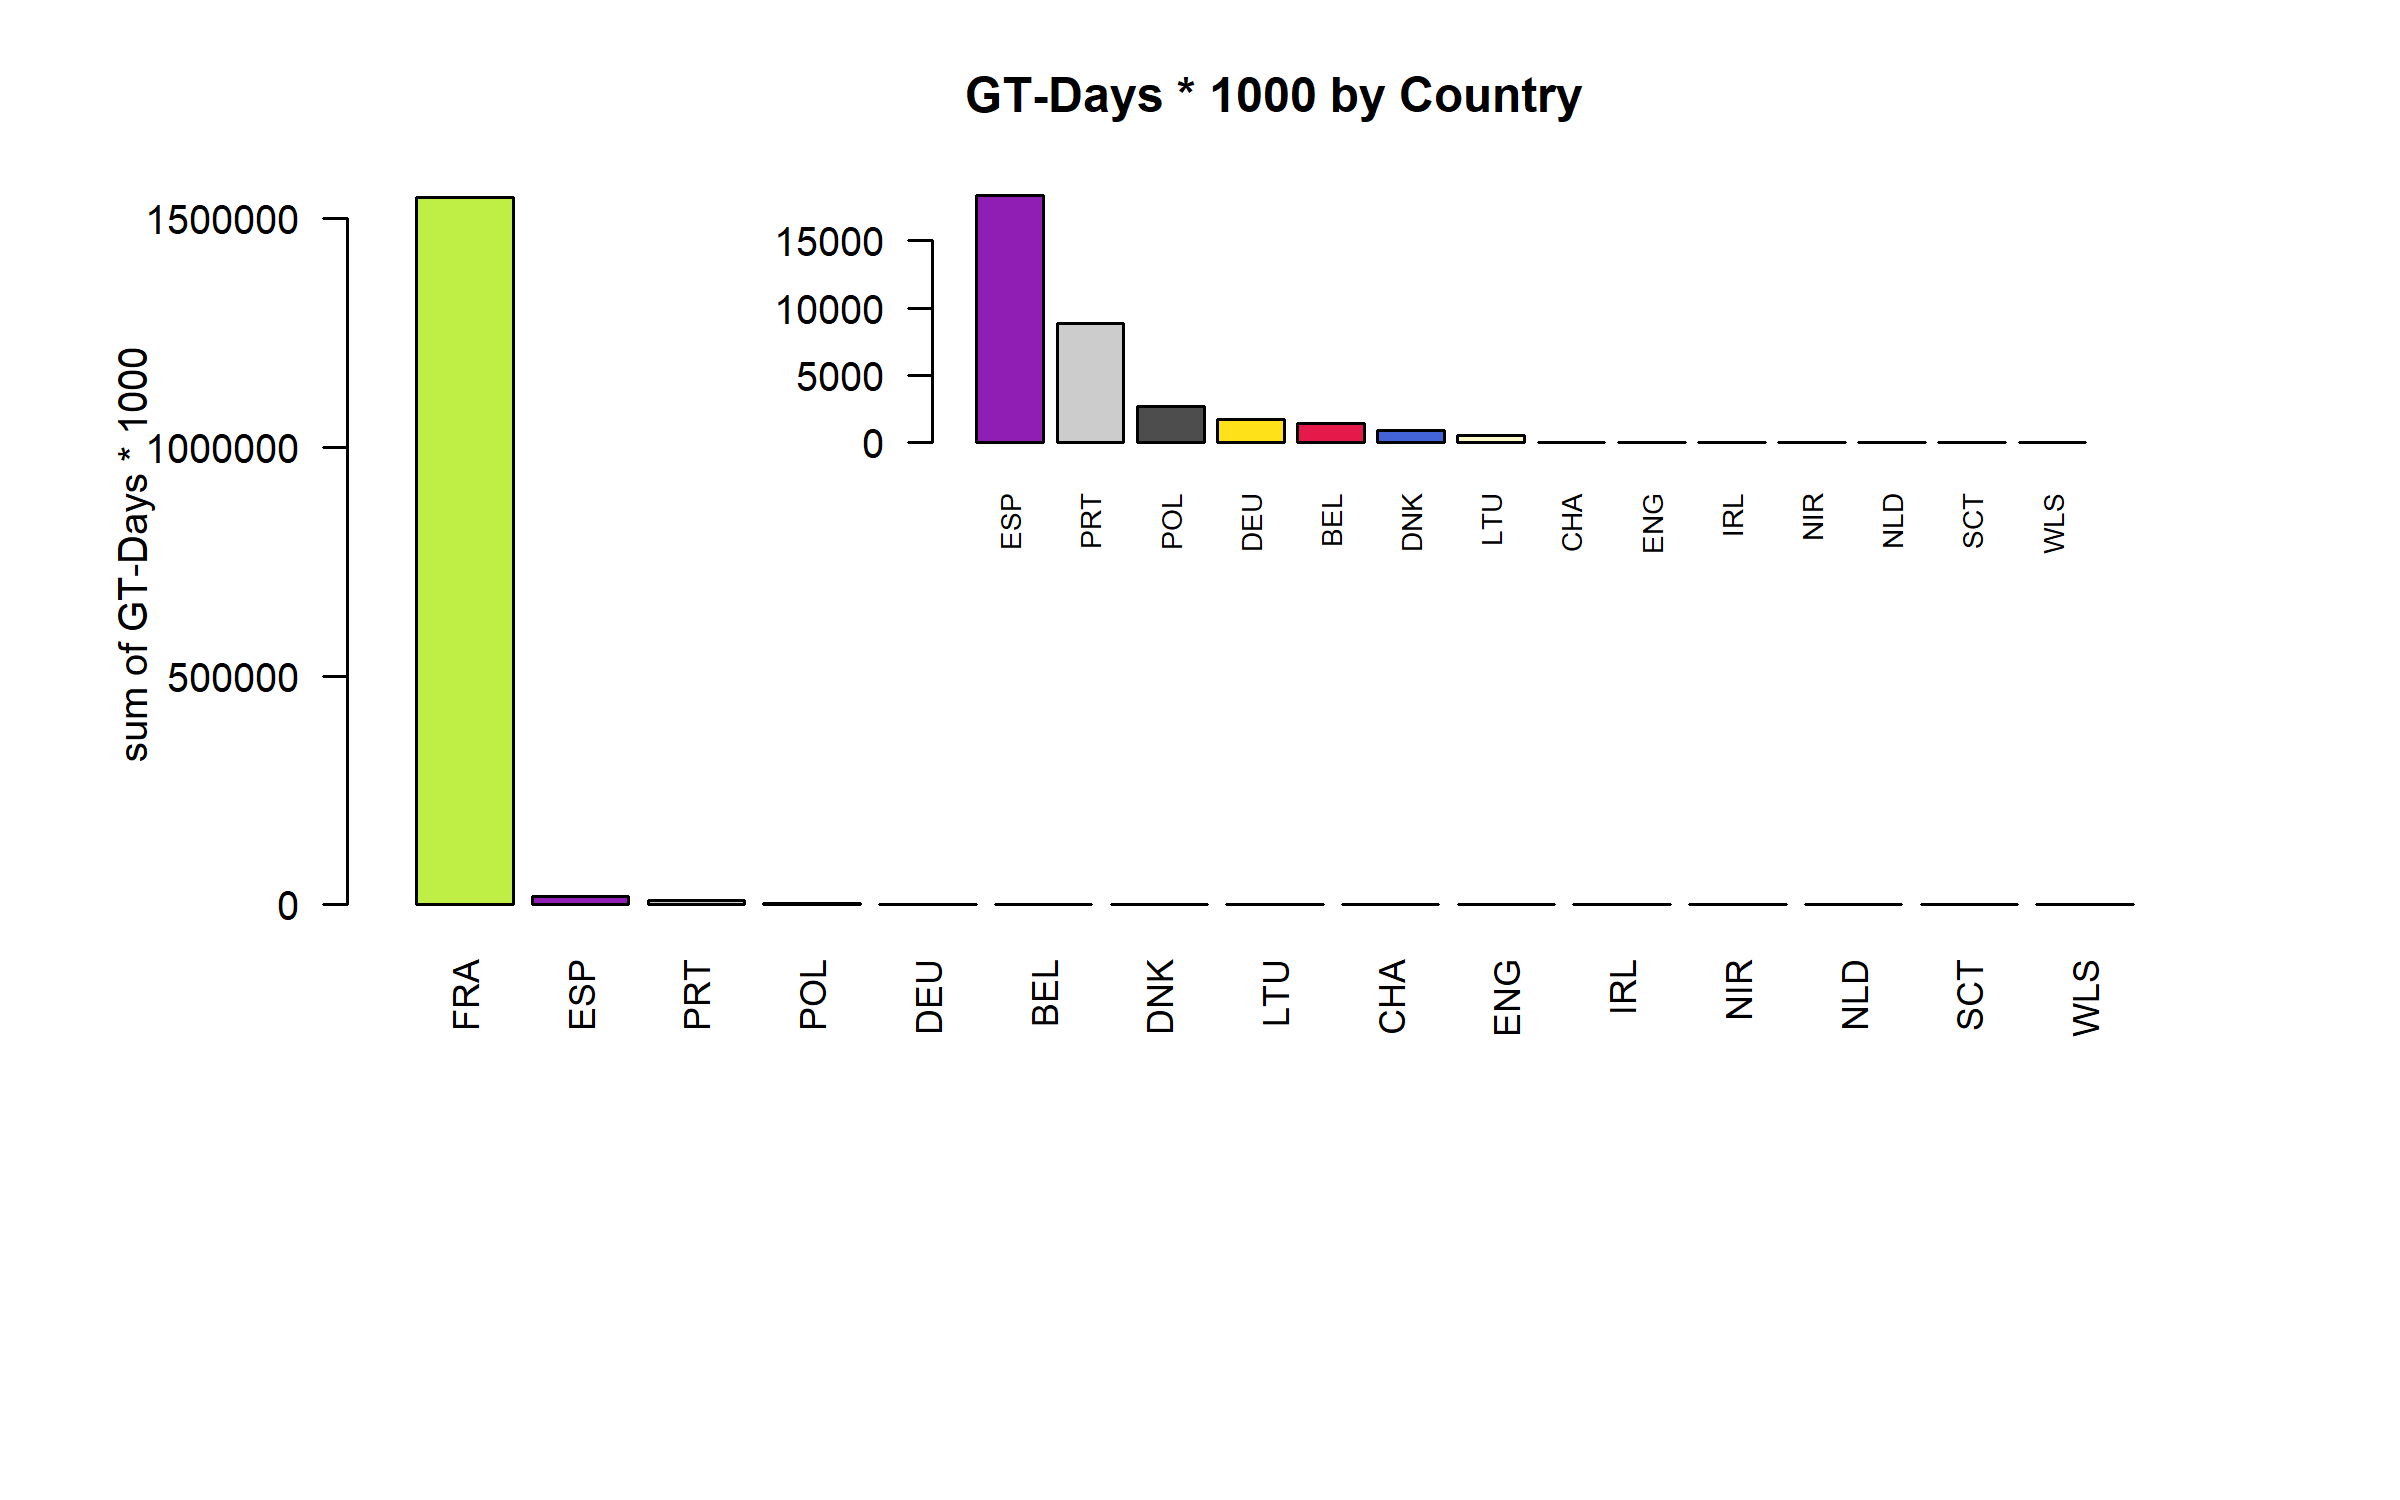 GT-Days * 1000 by Country
sum of GT-Days * 1000
1500000
1000000
500000
0
15000
10000
5000
0
ESP PRT POL DEU BEL DNK LTU CHA ENG IRL NIR NLD SCT WLS
FRA ESP PRT POL DEU BEL DNK LTU CHA ENG IRL NIR NLD SCT WLS